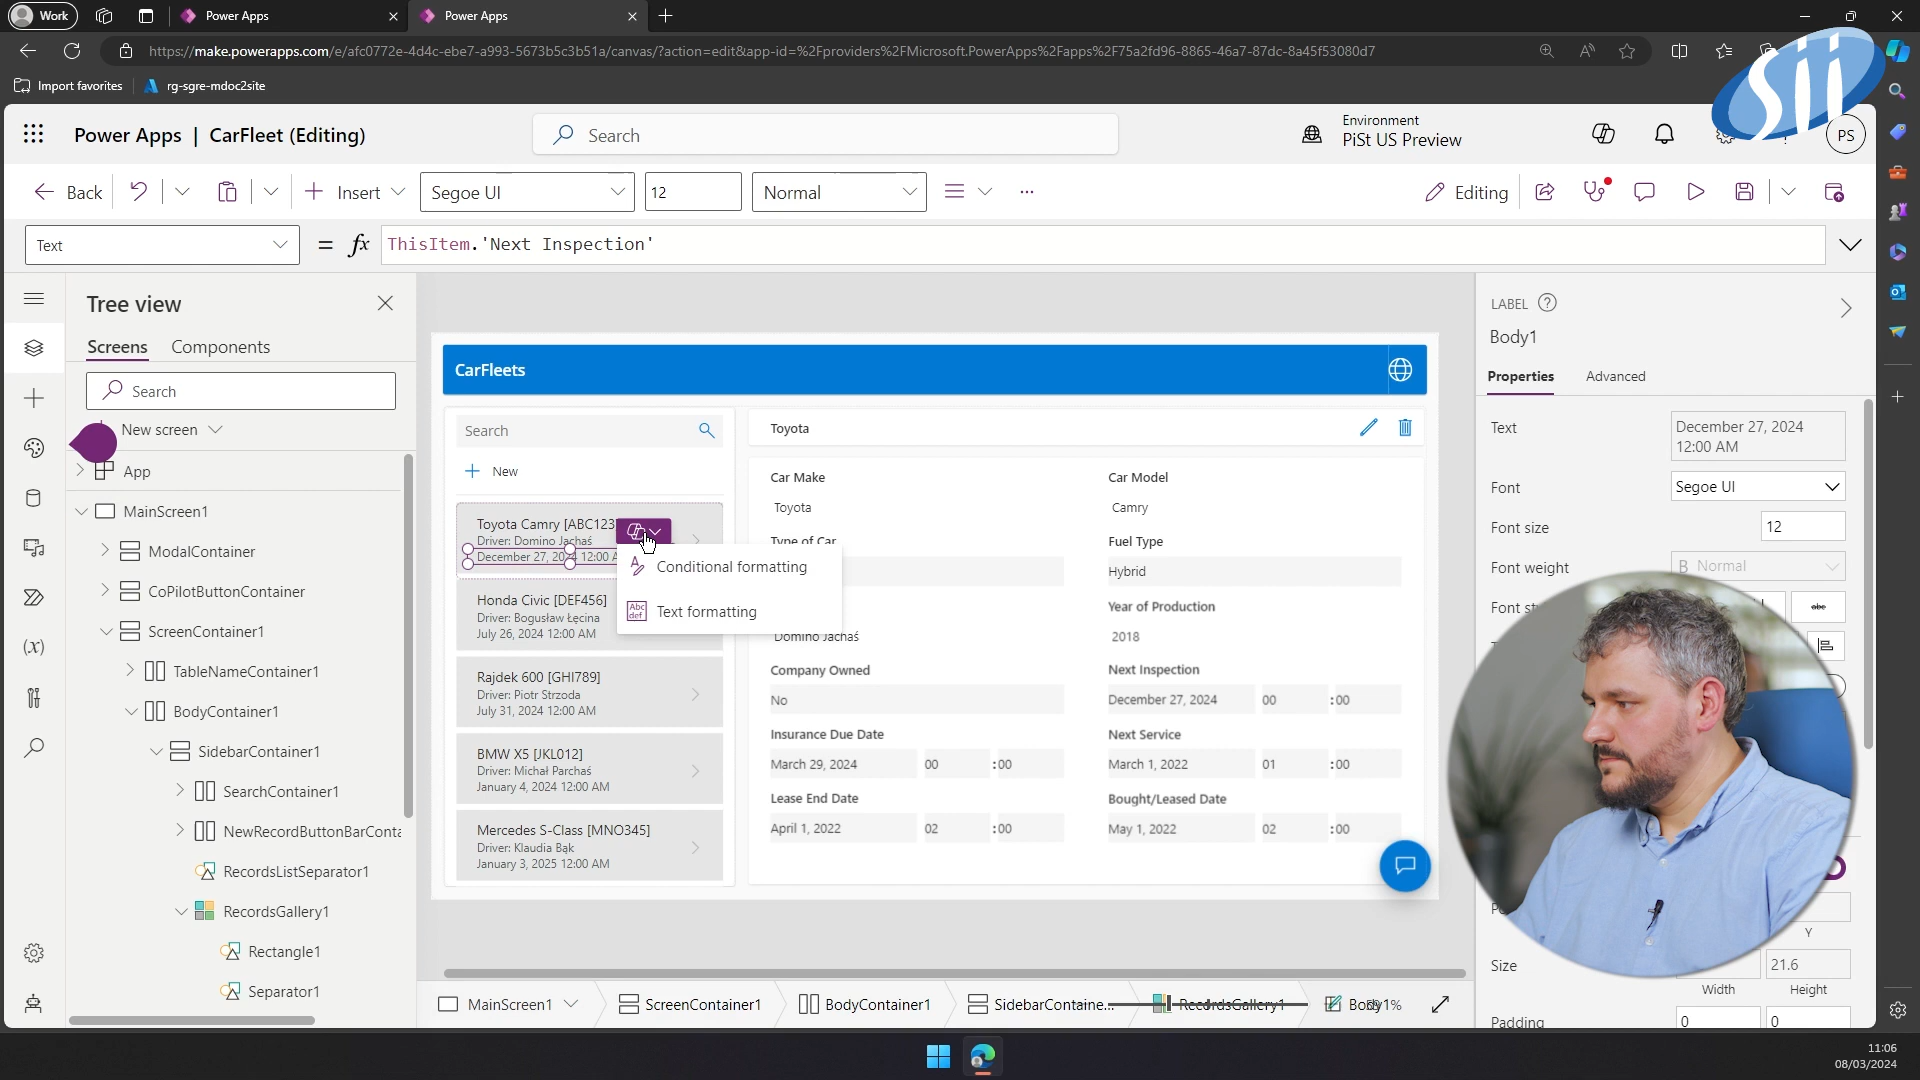 Work
Power Apps
Power Apps
https://make.powerapps.com/e/afc0772e-4d4c-ebe7-a993-5673b5c3b51a/canvas/?action=edit&app-id=%2Fproviders%2FMicrosoft.PowerApps%2Fapps%2F75a2fd96-8865-46a7-87dc-8a45f53080d7
Import favorites
rg-sgre-mdoc2site
sii
Power Apps | CarFleet (Editing)
Search
Environment
PiSt US Preview
PS
Back
Insert
Segoe UI
12
Normal
Editing
Text
= fx
ThisItem.'Next Inspection'
Tree view
Screens
Components
Search
New screen
App
MainScreen1
ModalContainer
CoPilotButtonContainer
ScreenContainer1
TableNameContainer1
BodyContainer1
SidebarContainer1
SearchContainer1
NewRecordButtonBarConta
RecordsListSeparator1
RecordsGallery1
Rectangle1
Separator1
CarFleets
Search
New
Toyota Camry [ABC123
Driver: Domino Jachaś
December 27, 2024 12:00 A
Conditional formatting
Text formatting
Honda Civic [DEF456]
Driver: Bogusław Łęcina
July 26, 2024 12:00 AM
Rajdek 600 [GHI789]
Driver: Piotr Strzoda
July 31, 2024 12:00 AM
BMW X5 [JKL012]
Driver: Michał Parchaś
January 4, 2024 12:00 AM
Mercedes S-Class [MNO345]
Driver: Klaudia Bąk
January 3, 2025 12:00 AM
Toyota
Car Make
Car Model
Toyota
Camry
Type of Car
Fuel Type
Hybrid
Year of Production
Domino Jachaś
2018
Company Owned
Next Inspection
No
December 27, 2024
00
:00
Insurance Due Date
Next Service
March 29, 2024
00
:00
March 1, 2022
01
:00
Lease End Date
Bought/Leased Date
April 1, 2022
02
:00
May 1, 2022
02
:00
MainScreen1
ScreenContainer1
BodyContainer1
SidebarContaine...
RecordsGallery1
Body1
%
LABEL
Body1
Properties
Advanced
Text
December 27, 2024
12:00 AM
Font
Segoe UI
Font size
12
Font weight
B Normal
Font st
abc
Y
Size
21.6
Width
Height
Padding
0
0
11:06
08/03/2024